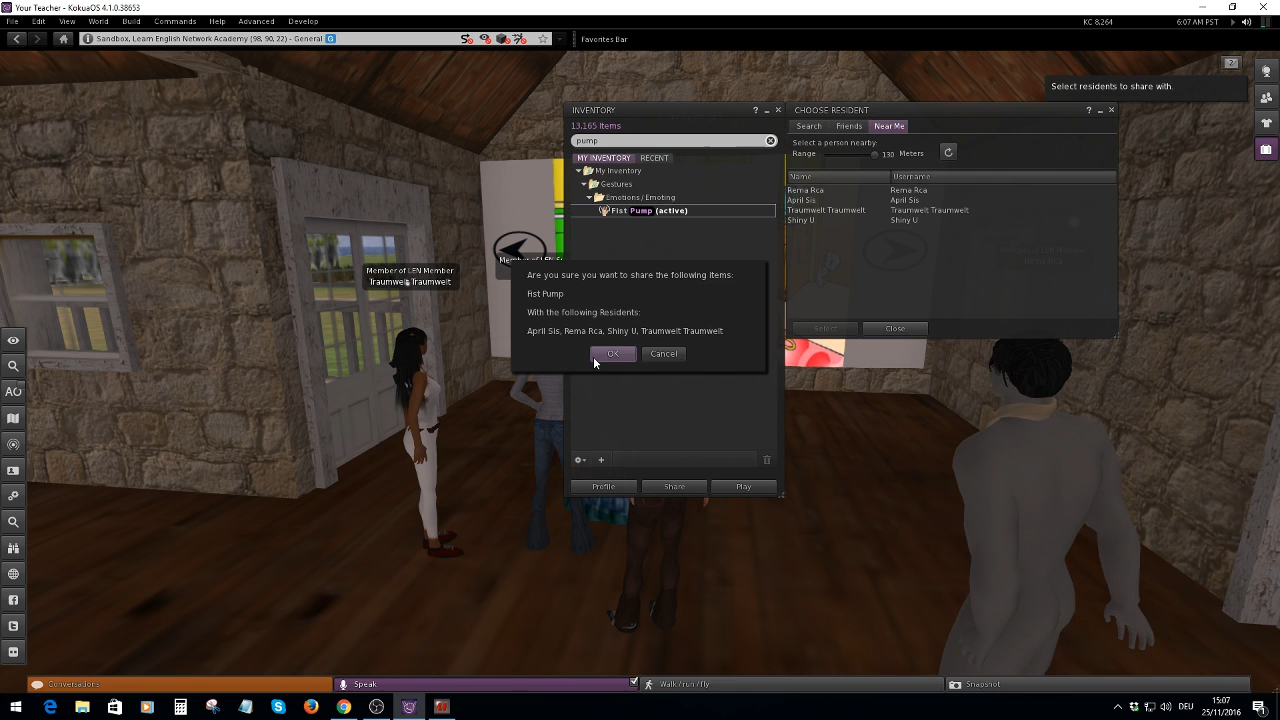 Your Teacher - KokuaOS 4.1.0.38653
File Edit View World Build Commands Help Advanced Develop
KC 8,264
6:07 AM PST
Sandbox, Learn English Network Academy (98, 90, 22) - General G
Favorites Bar
2
Select residents to share with.
INVENTORY
? _ X
13,165 Items
pump
MY INVENTORY RECENT
My Inventory
Gestures
Emotions / Emoting
Fist Pump (active)
CHOOSE RESIDENT
Search Friends Near Me
Select a person nearby:
Range 130 Meters
Name Username
Rema Rca Rema Rca
April Sis April Sis
Traumwelt Traumwelt Traumwelt Traumwelt
Shiny U Shiny U
Select Close
Member of LEN Member
Traumwelt Traumwelt
Are you sure you want to share the following items:
Fist Pump
With the following Residents:
April Sis, Rema Rca, Shiny U, Traumwelt Traumwelt
OK Cancel
Profile Share Play
Conversations
Speak
Walk / run / fly
Snapshot
DEU
15:07
25/11/2016